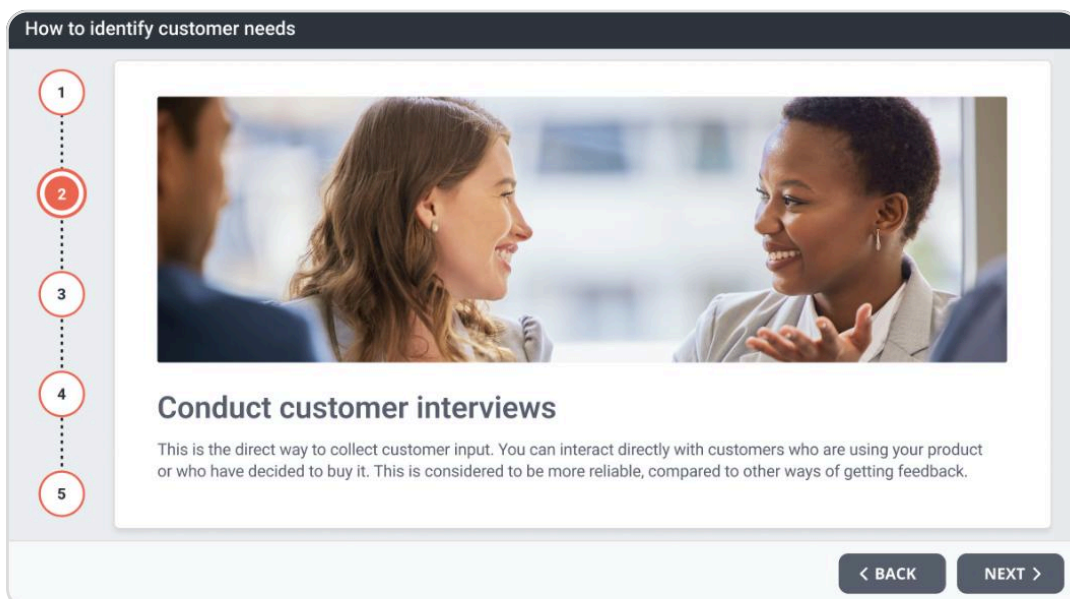 How to identify customer needs
1
2
3
4
5
Conduct customer interviews
This is the direct way to collect customer input. You can interact directly with customers who are using your product
or who have decided to buy it. This is considered to be more reliable, compared to other ways of getting feedback.
< BACK
NEXT >